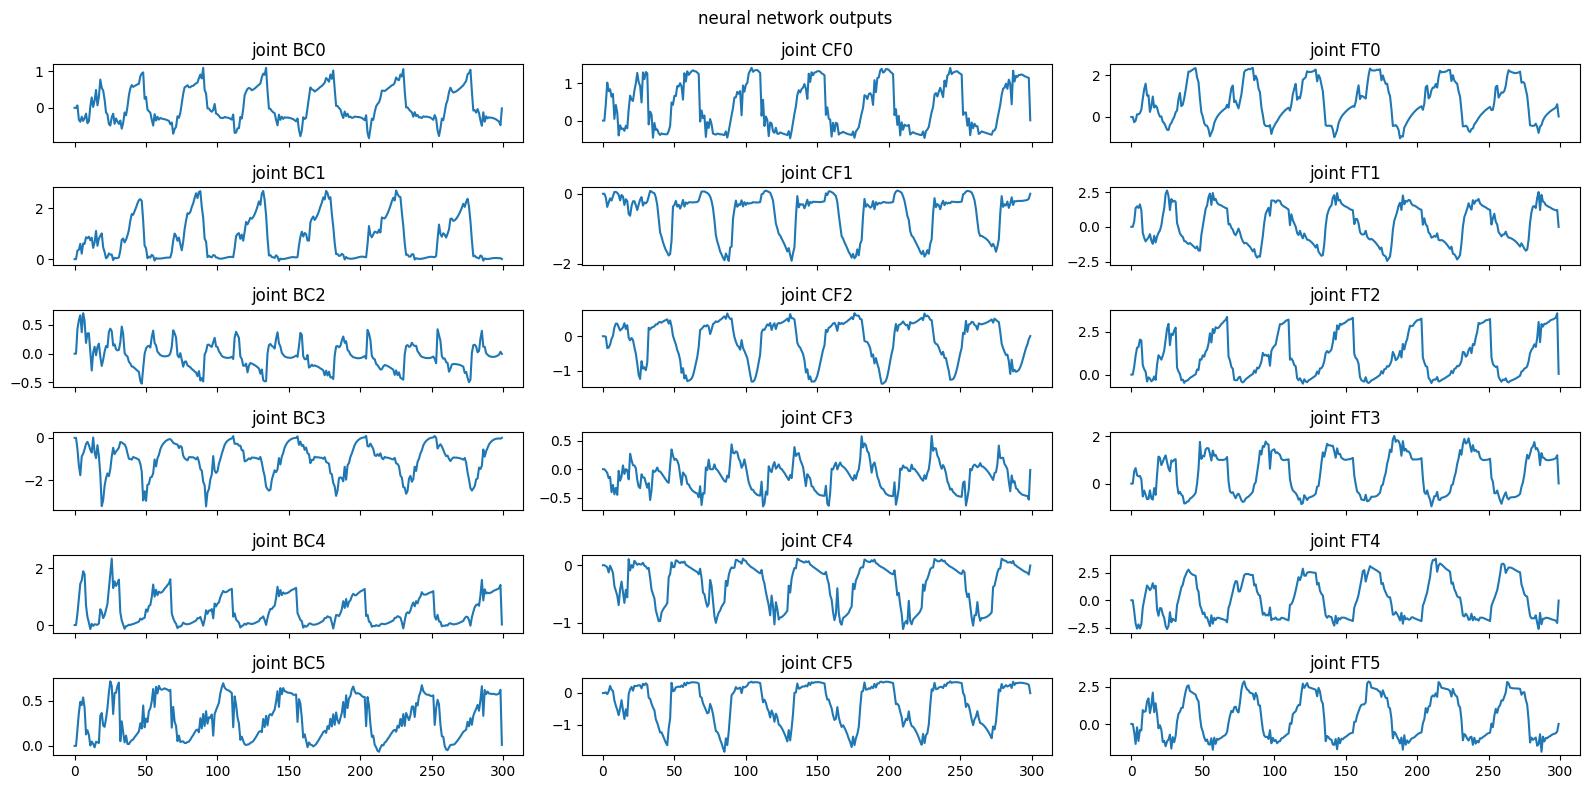 neural network outputs
joint BC0
joint CF0
joint FT0
1
0
1
0
2
0
joint BC1
joint CF1
joint FT1
2
0
0
−2
2.5
0.0
−2.5
joint BC2
joint CF2
joint FT2
0.5
0.0
−0.5
0
−1
2.5
0.0
joint BC3
joint CF3
joint FT3
0
−2
0.5
0.0
−0.5
2
0
joint BC4
joint CF4
joint FT4
2
0
0
−1
2.5
0.0
−2.5
joint BC5
joint CF5
joint FT5
0.5
0.0
0
−1
2.5
0.0
0 50 100 150 200 250 300
0 50 100 150 200 250 300
0 50 100 150 200 250 300